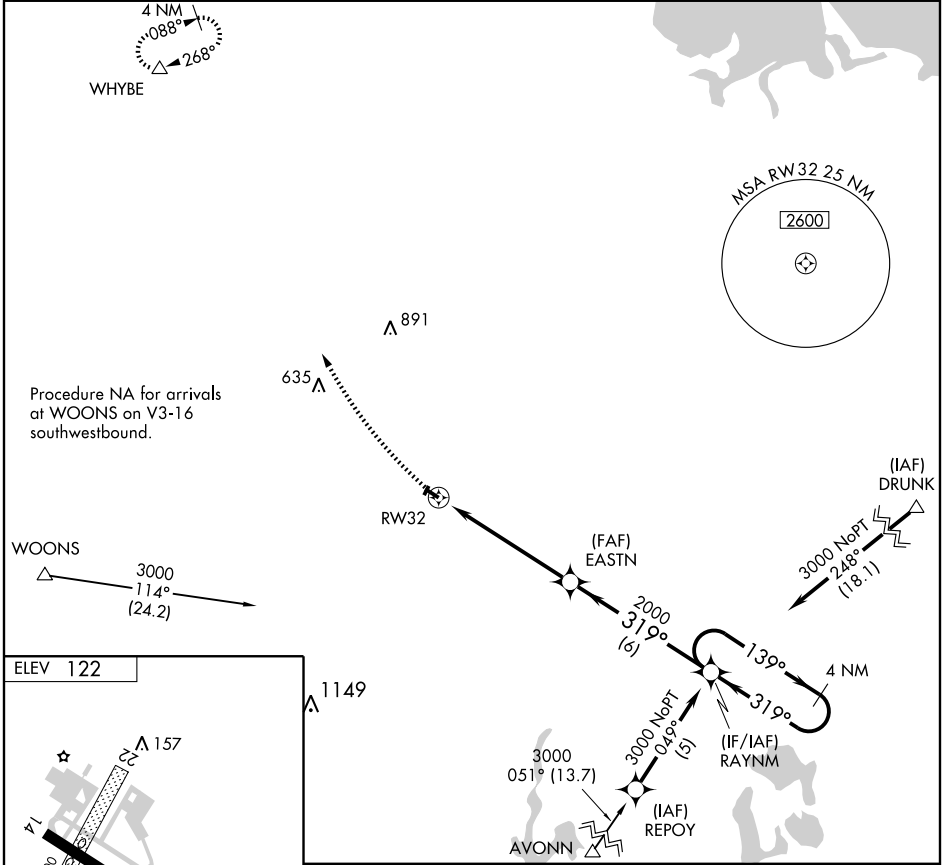 4 NM
088°
268°
WHYBE
MSA RW32 25 NM
2600
891
635
Procedure NA for arrivals
at WOONS on V3-16
southwestbound.
(IAF)
DRUNK
RW32
3000 NoPT
248°
(18.1)
(FAF)
EASTN
WOONS
3000
114°
(24.2)
2000
319°
(6)
139°
4 NM
319°
ELEV 122
1149
3000 NoPT
049°
(5)
(IF/IAF)
RAYNM
157
22
3000
051° (13.7)
(IAF)
REPOY
14
AVONN